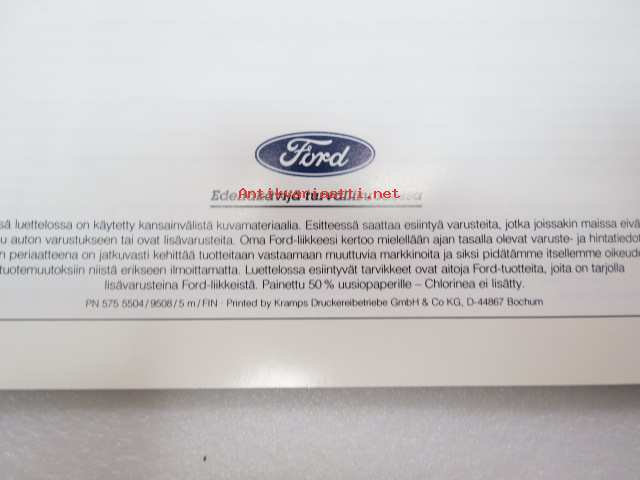 Ford
Edelläkävijä turvallisuudessa
Antikvariaatti.net
sä luettelossa on käytetty kansainvälistä kuvamateriaalia. Esitteessä saattaa esiintyä varusteita, jotka joissakin maissa eivä
u auton varustukseen tai ovat lisävarusteita. Oma Ford-liikkeesi kertoo mielellään ajan tasalla olevat varuste- ja hintatiedot
n periaatteena on jatkuvasti kehittää tuotteitaan vastaamaan muuttuvia markkinoita ja siksi pidätämme itsellemme oikeude
tuotemuutoksiin niistä erikseen ilmoittamatta. Luettelossa esiintyvät tarvikkeet ovat aitoja Ford-tuotteita, joita on tarjolla
lisävarusteina Ford-liikkeistä. Painettu 50 % uusiopaperille – Chlorinea ei lisätty.
PN 575 5504/9508/5 m/FIN · Printed by Kramps Druckereibetriebe GmbH & Co KG, D-44867 Bochum